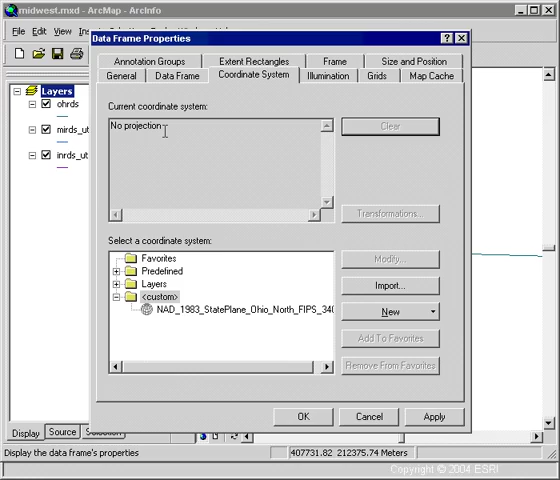 midwest.mxd - ArcMap - ArcInfo
File Edit View
Data Frame Properties
Annotation Groups Extent Rectangles Frame Size and Position
General Data Frame Coordinate System Illumination Grids Map Cache
Layers
ohrds
mirds_ut
inrds_ut
Current coordinate system:
No projection
Clear
Transformations...
Select a coordinate system:
Favorites
Predefined
Layers
<custom>
NAD_1983_StatePlane_Ohio_North_FIPS_340
Modify...
Import...
New
Add To Favorites
Remove From Favorites
OK Cancel Apply
Display Source Selection
Display the data frame's properties
407731.82 212375.74 Meters
Copyright © 2004 ESRI